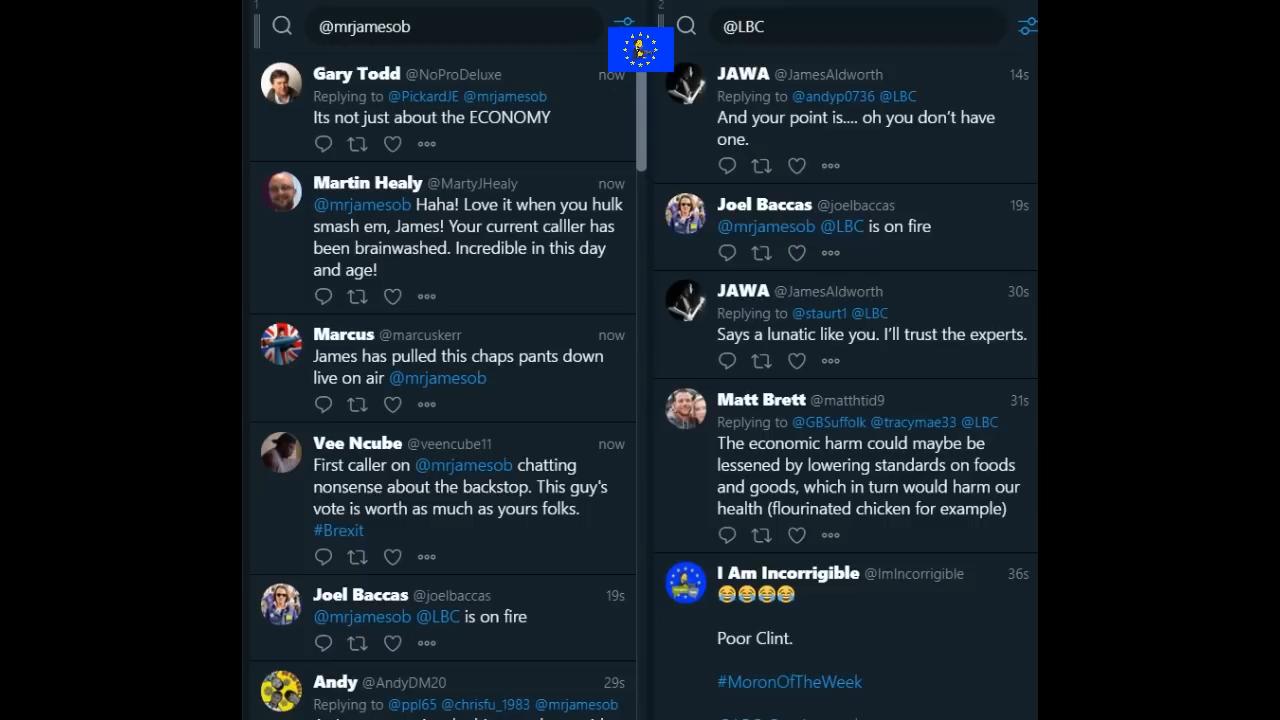 1
@mrjamesob
Gary Todd @NoProDeluxe now
Replying to @PickardJE @mrjamesob
Its not just about the ECONOMY
Martin Healy @MartyJHealy now
@mrjamesob Haha! Love it when you hulk
smash em, James! Your current calller has
been brainwashed. Incredible in this day
and age!
Marcus @marcuskerr now
James has pulled this chaps pants down
live on air @mrjamesob
Vee Ncube @veencube11 now
First caller on @mrjamesob chatting
nonsense about the backstop. This guy's
vote is worth as much as yours folks.
#Brexit
Joel Baccas @joelbaccas 19s
@mrjamesob @LBC is on fire
Andy @AndyDM20 29s
Replying to @ppl65 @chrisfu_1983 @mrjamesob
2
@LBC
JAWA @JamesAldworth 14s
Replying to @andyp0736 @LBC
And your point is.... oh you don't have
one.
Joel Baccas @joelbaccas 19s
@mrjamesob @LBC is on fire
JAWA @JamesAldworth 30s
Replying to @staurt1 @LBC
Says a lunatic like you. I'll trust the experts.
Matt Brett @matthtid9 31s
Replying to @GBSuffolk @tracymae33 @LBC
The economic harm could maybe be
lessened by lowering standards on foods
and goods, which in turn would harm our
health (flourinated chicken for example)
I Am Incorrigible @ImIncorrigible 36s
😂😂😂😂
Poor Clint.
#MoronOfTheWeek